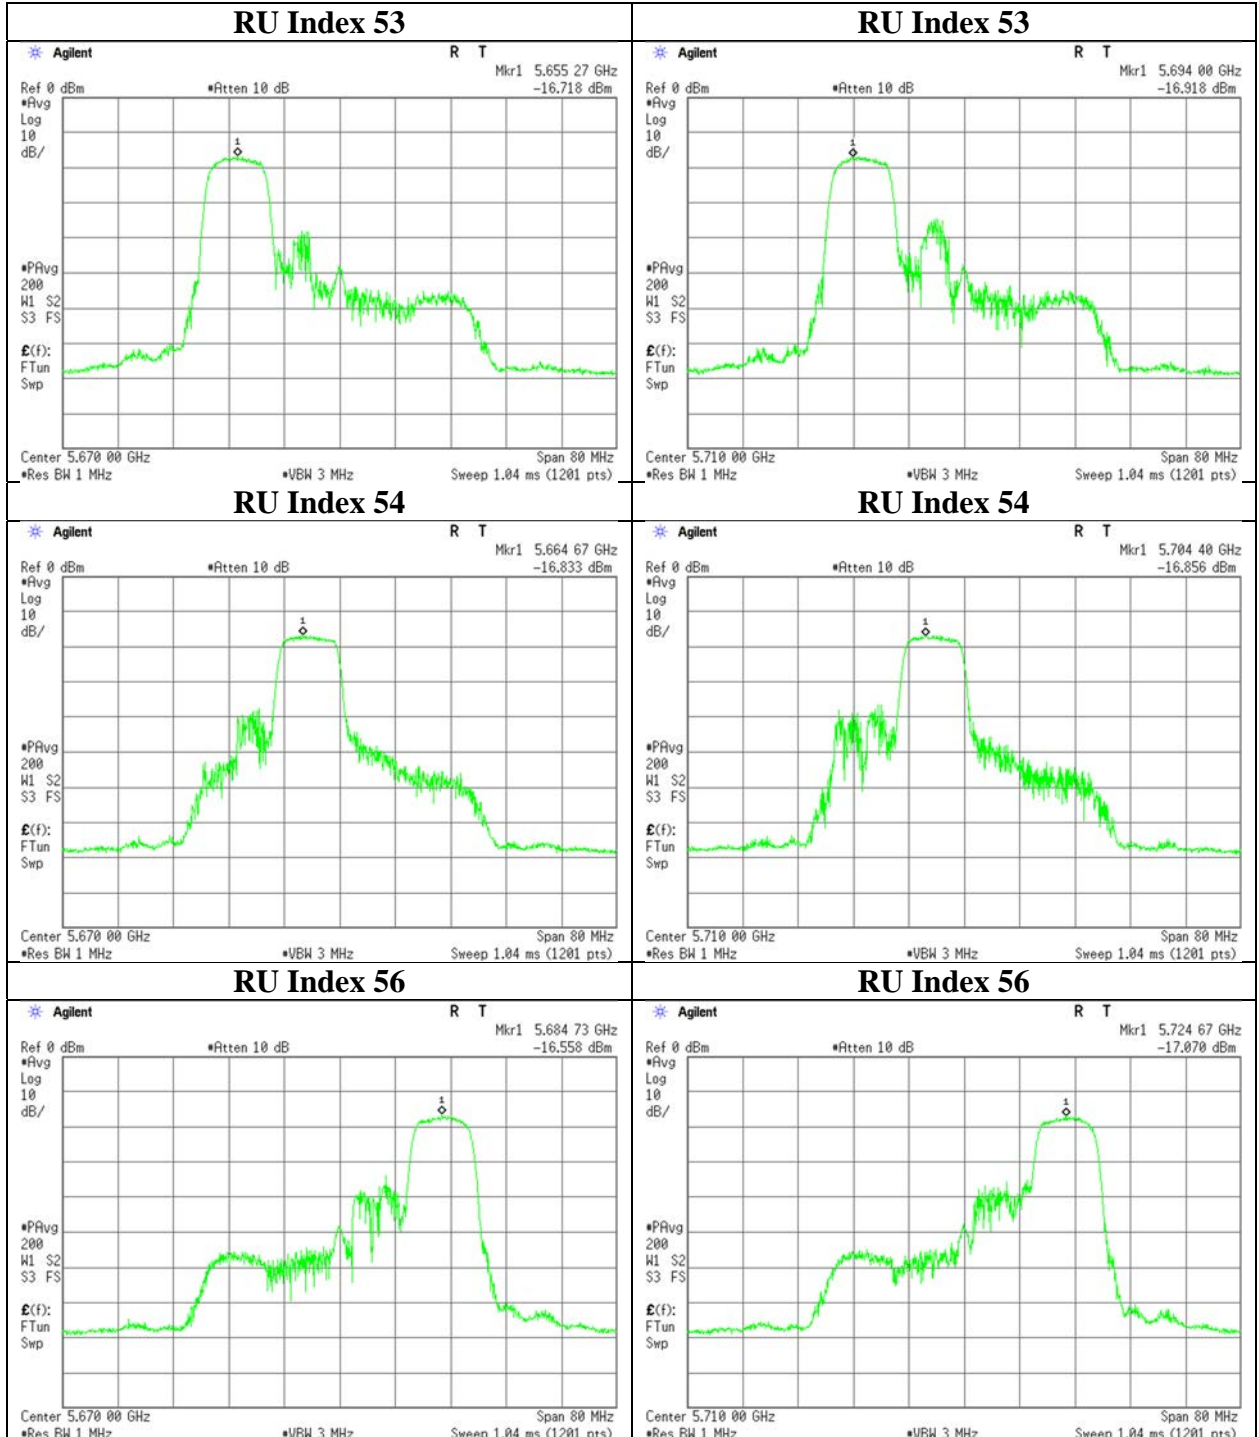 RU Index 53
Agilent
R T
Mkr1 5.655 27 GHz
Ref 0 dBm
*Atten 10 dB
-16.718 dBm
*Avg
Log
10
dB/
1
*PAvg
200
W1 S2
S3 FS
£(f):
FTun
Swp
Center 5.670 00 GHz
Span 80 MHz
*Res BW 1 MHz
*VBW 3 MHz
Sweep 1.04 ms (1201 pts)
RU Index 53
Agilent
R T
Mkr1 5.694 00 GHz
Ref 0 dBm
*Atten 10 dB
-16.918 dBm
*Avg
Log
10
dB/
1
*PAvg
200
W1 S2
S3 FS
£(f):
FTun
Swp
Center 5.710 00 GHz
Span 80 MHz
*Res BW 1 MHz
*VBW 3 MHz
Sweep 1.04 ms (1201 pts)
RU Index 54
Agilent
R T
Mkr1 5.664 67 GHz
Ref 0 dBm
*Atten 10 dB
-16.833 dBm
*Avg
Log
10
dB/
1
*PAvg
200
W1 S2
S3 FS
£(f):
FTun
Swp
Center 5.670 00 GHz
Span 80 MHz
*Res BW 1 MHz
*VBW 3 MHz
Sweep 1.04 ms (1201 pts)
RU Index 54
Agilent
R T
Mkr1 5.704 40 GHz
Ref 0 dBm
*Atten 10 dB
-16.856 dBm
*Avg
Log
10
dB/
1
*PAvg
200
W1 S2
S3 FS
£(f):
FTun
Swp
Center 5.710 00 GHz
Span 80 MHz
*Res BW 1 MHz
*VBW 3 MHz
Sweep 1.04 ms (1201 pts)
RU Index 56
Agilent
R T
Mkr1 5.684 73 GHz
Ref 0 dBm
*Atten 10 dB
-16.558 dBm
*Avg
Log
10
dB/
1
*PAvg
200
W1 S2
S3 FS
£(f):
FTun
Swp
Center 5.670 00 GHz
Span 80 MHz
*Res BW 1 MHz
*VBW 3 MHz
Sweep 1.04 ms (1201 pts)
RU Index 56
Agilent
R T
Mkr1 5.724 67 GHz
Ref 0 dBm
*Atten 10 dB
-17.070 dBm
*Avg
Log
10
dB/
1
*PAvg
200
W1 S2
S3 FS
£(f):
FTun
Swp
Center 5.710 00 GHz
Span 80 MHz
*Res BW 1 MHz
*VBW 3 MHz
Sweep 1.04 ms (1201 pts)